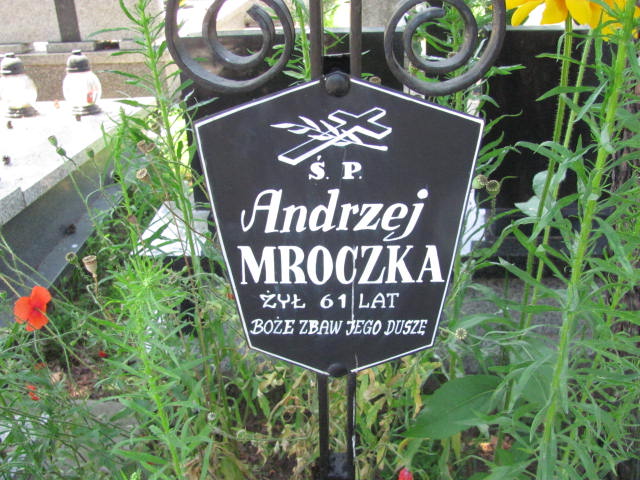 Ś. P.
Andrzej
MROCZKA
ŻYŁ 61 LAT
BOŻE ZBAW JEGO DUSZĘ